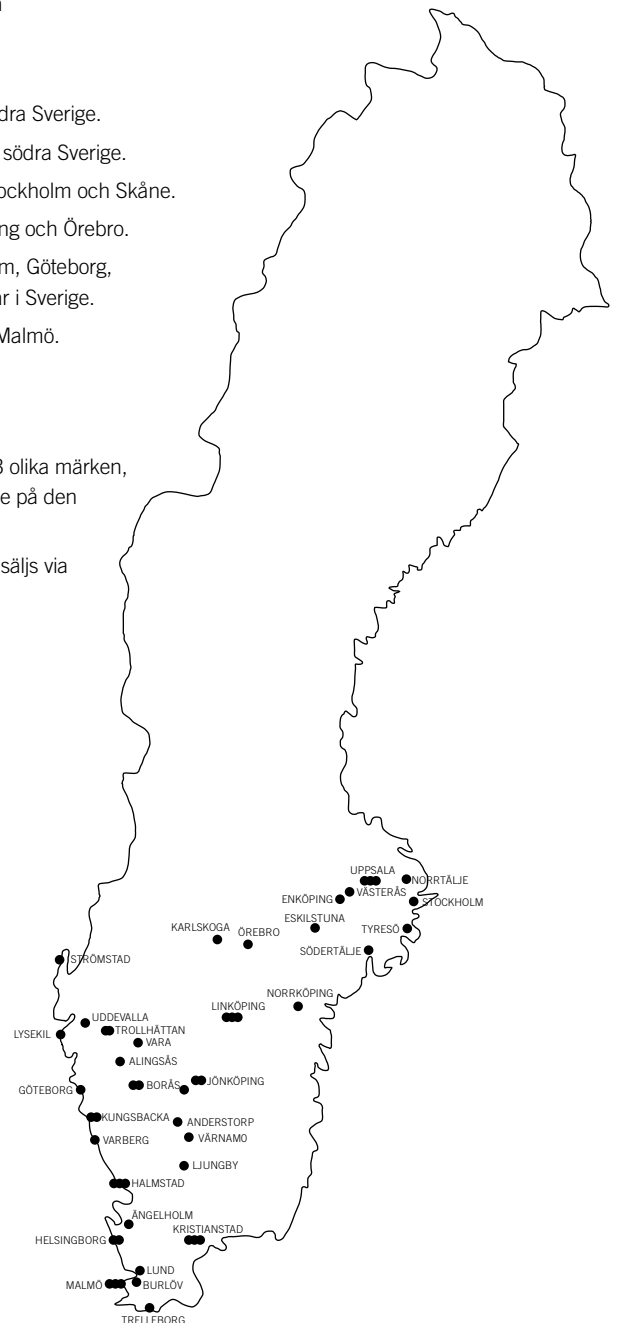 dra Sverige.
södra Sverige.
ockholm och Skåne.
ng och Örebro.
m, Göteborg,
r i Sverige.
Malmö.
olika märken,
e på den
säljs via
UPPSALA
NORRTÄLJE
VÄSTERÅS
ENKÖPING
STOCKHOLM
ESKILSTUNA
KARLSKOGA
ÖREBRO
TYRESÖ
SÖDERTÄLJE
STRÖMSTAD
NORRKÖPING
LINKÖPING
UDDEVALLA
TROLLHÄTTAN
LYSEKIL
VARA
ALINGSÅS
JÖNKÖPING
BORÅS
GÖTEBORG
KUNGSBACKA
ANDERSTORP
VÄRNAMO
VARBERG
LJUNGBY
HALMSTAD
ÄNGELHOLM
KRISTIANSTAD
HELSINGBORG
LUND
MALMÖ
BURLÖV
TRELLEBORG